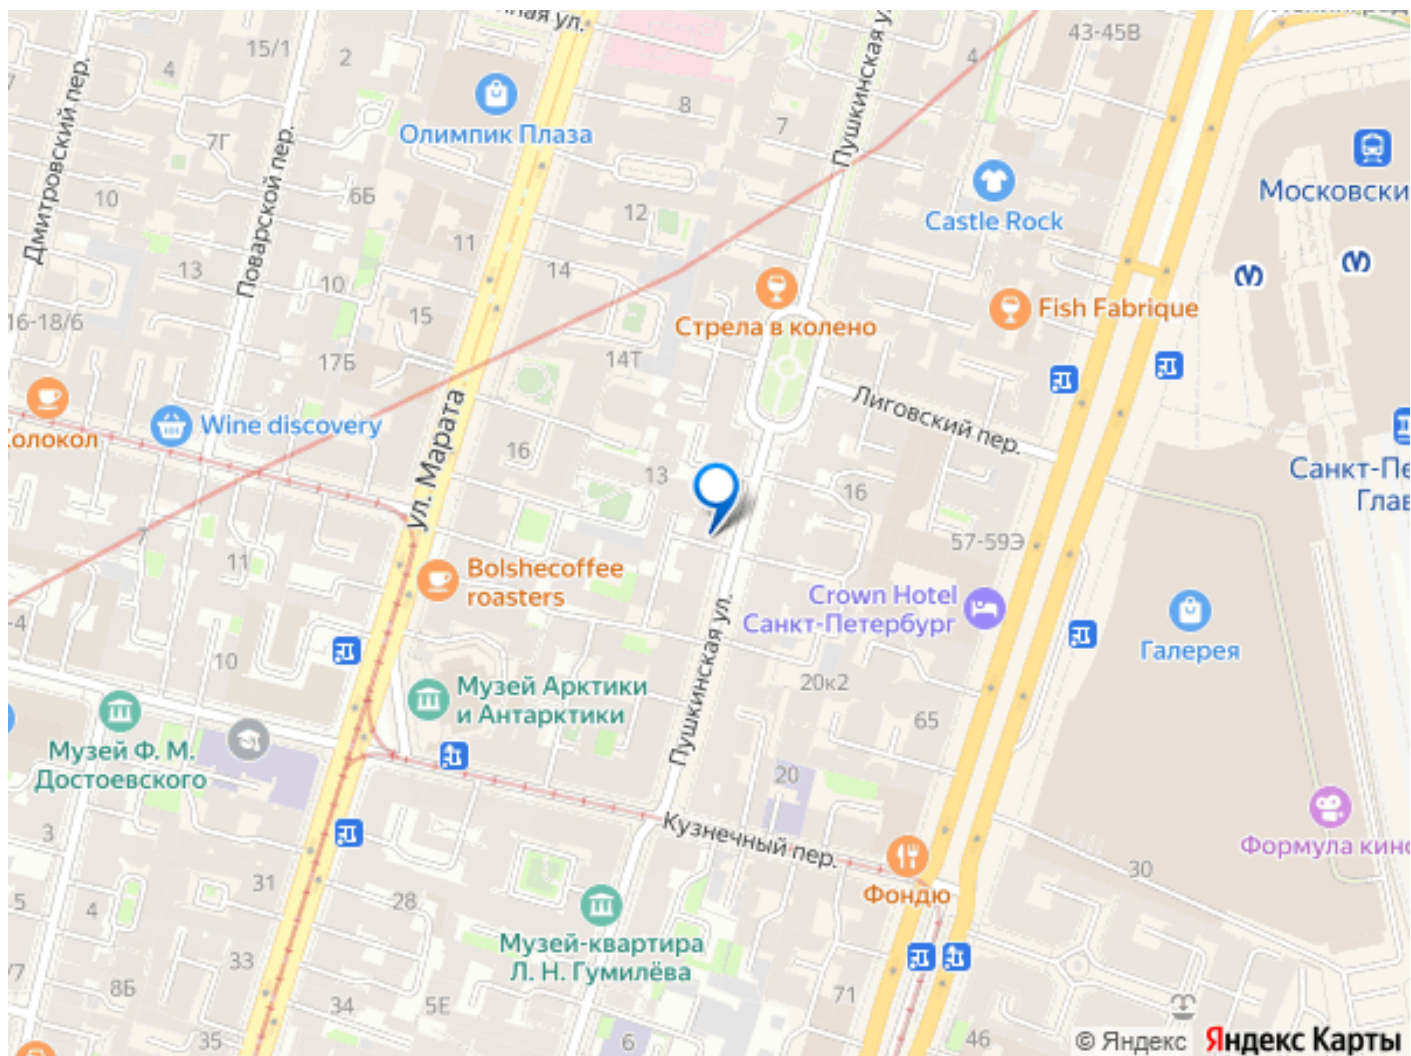 ная ул.
15/1
2
4
43-45В
4
Дмитровский пер.
Поварской пер.
Олимпик Плаза
8
7
Пушкинская ул.
7Г
Московски
10
6Б
12
Castle Rock
11
13
10
14
15
16-18/6
Стрела в колено
Fish Fabrique
17Б
14Т
Лиговский пер.
Wine discovery
ул. Марата
16
13
16
Санкт-Пе
Глав
7
11
57-59Э
Bolshecoffee
roasters
Crown Hotel
Санкт-Петербург
Галерея
-4
10
Музей Арктики
и Антарктики
20к2
65
Пушкинская ул.
Музей Ф. М.
Достоевского
20
3
Кузнечный пер.
Формула кино
30
Фондю
31
28
5
4
Музей-квартира
Л. Н. Гумилёва
33
8Б
34
5Е
71
35
6
46
© Яндекс Яндекс Карты